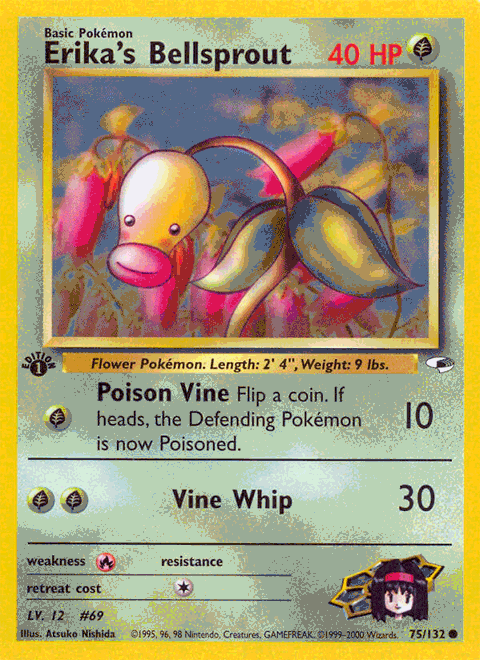 Basic Pokémon
Erika's Bellsprout 40 HP
EDITION
1
Flower Pokémon. Length: 2' 4", Weight: 9 lbs.
Poison Vine Flip a coin. If
heads, the Defending Pokémon
is now Poisoned.
10
Vine Whip 30
weakness resistance
retreat cost
LV. 12 #69
Illus. Atsuko Nishida ©1995, 96, 98 Nintendo, Creatures, GAMEFREAK. ©1999-2000 Wizards. 75/132